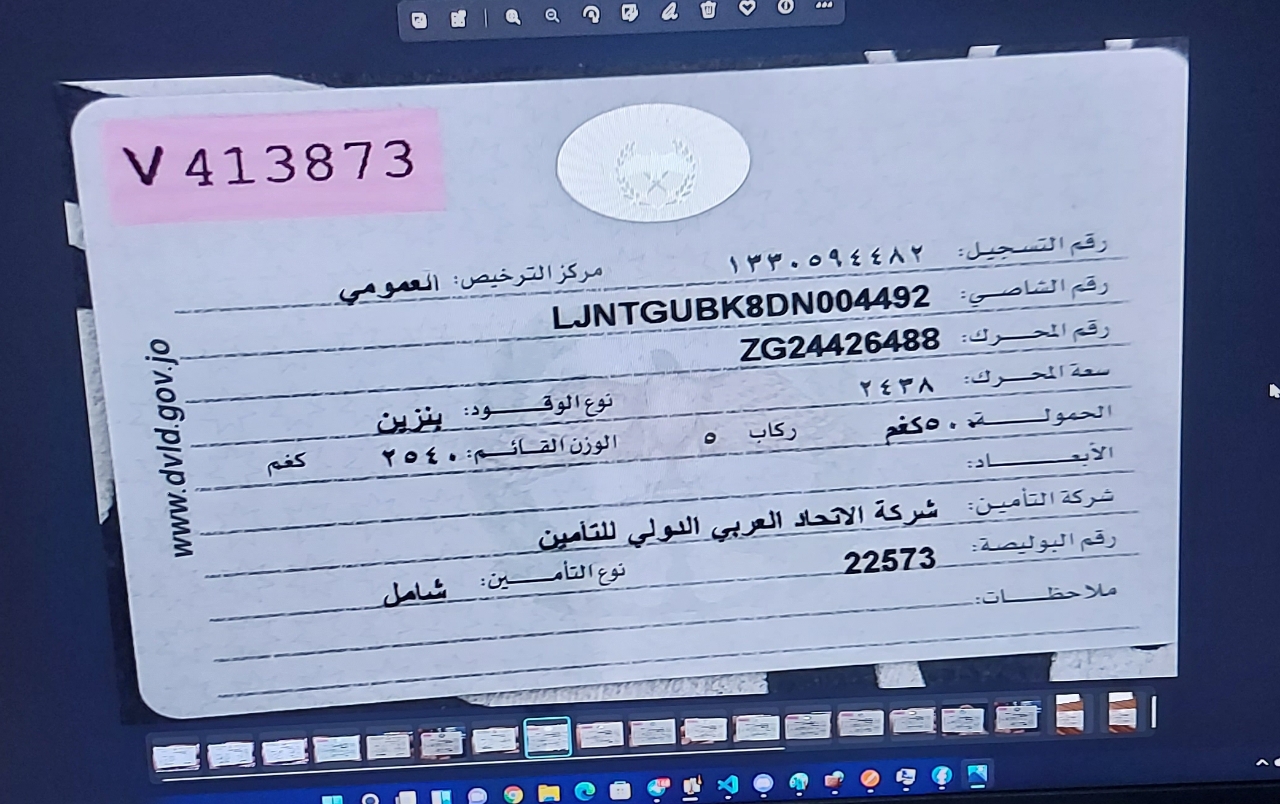 V 413873
رقم التسجيل: ١٣٣٠٥٩٤٤٨٢ مركز الترخيص: العمومي
رقم الشاصي: LJNTGUBK8DN004492
رقم المحرك: ZG24426488
سعة المحرك: ٢٤٣٨ نوع الوقود: بنزين
الحمولة: ٥٠٠كغم ركاب ٥ الوزن القائم: ٢٥٤٠ كغم
الأبعاد:
شركة التأمين: شركة الاتحاد العربي الدولي للتأمين
رقم البوليصة: 22573 نوع التأمين: شامل
ملاحظات:
www.dvld.gov.jo